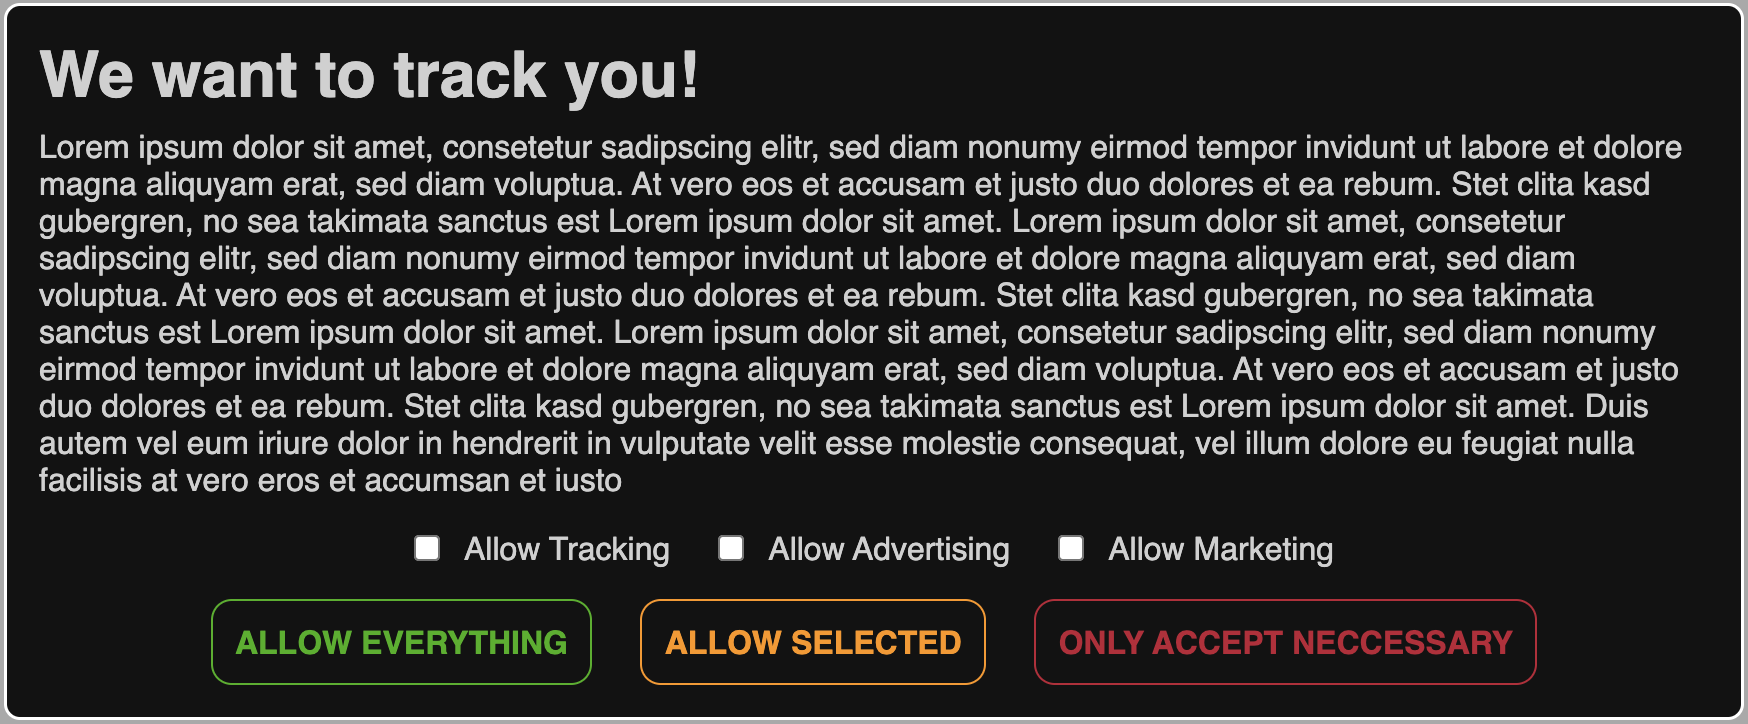 We want to track you!
Lorem ipsum dolor sit amet, consetetur sadipscing elitr, sed diam nonumy eirmod tempor invidunt ut labore et dolore
magna aliquyam erat, sed diam voluptua. At vero eos et accusam et justo duo dolores et ea rebum. Stet clita kasd
gubergren, no sea takimata sanctus est Lorem ipsum dolor sit amet. Lorem ipsum dolor sit amet, consetetur
sadipscing elitr, sed diam nonumy eirmod tempor invidunt ut labore et dolore magna aliquyam erat, sed diam
voluptua. At vero eos et accusam et justo duo dolores et ea rebum. Stet clita kasd gubergren, no sea takimata
sanctus est Lorem ipsum dolor sit amet. Lorem ipsum dolor sit amet, consetetur sadipscing elitr, sed diam nonumy
eirmod tempor invidunt ut labore et dolore magna aliquyam erat, sed diam voluptua. At vero eos et accusam et justo
duo dolores et ea rebum. Stet clita kasd gubergren, no sea takimata sanctus est Lorem ipsum dolor sit amet. Duis
autem vel eum iriure dolor in hendrerit in vulputate velit esse molestie consequat, vel illum dolore eu feugiat nulla
facilisis at vero eros et accumsan et iusto
Allow Tracking Allow Advertising Allow Marketing
ALLOW EVERYTHING ALLOW SELECTED ONLY ACCEPT NECCESSARY